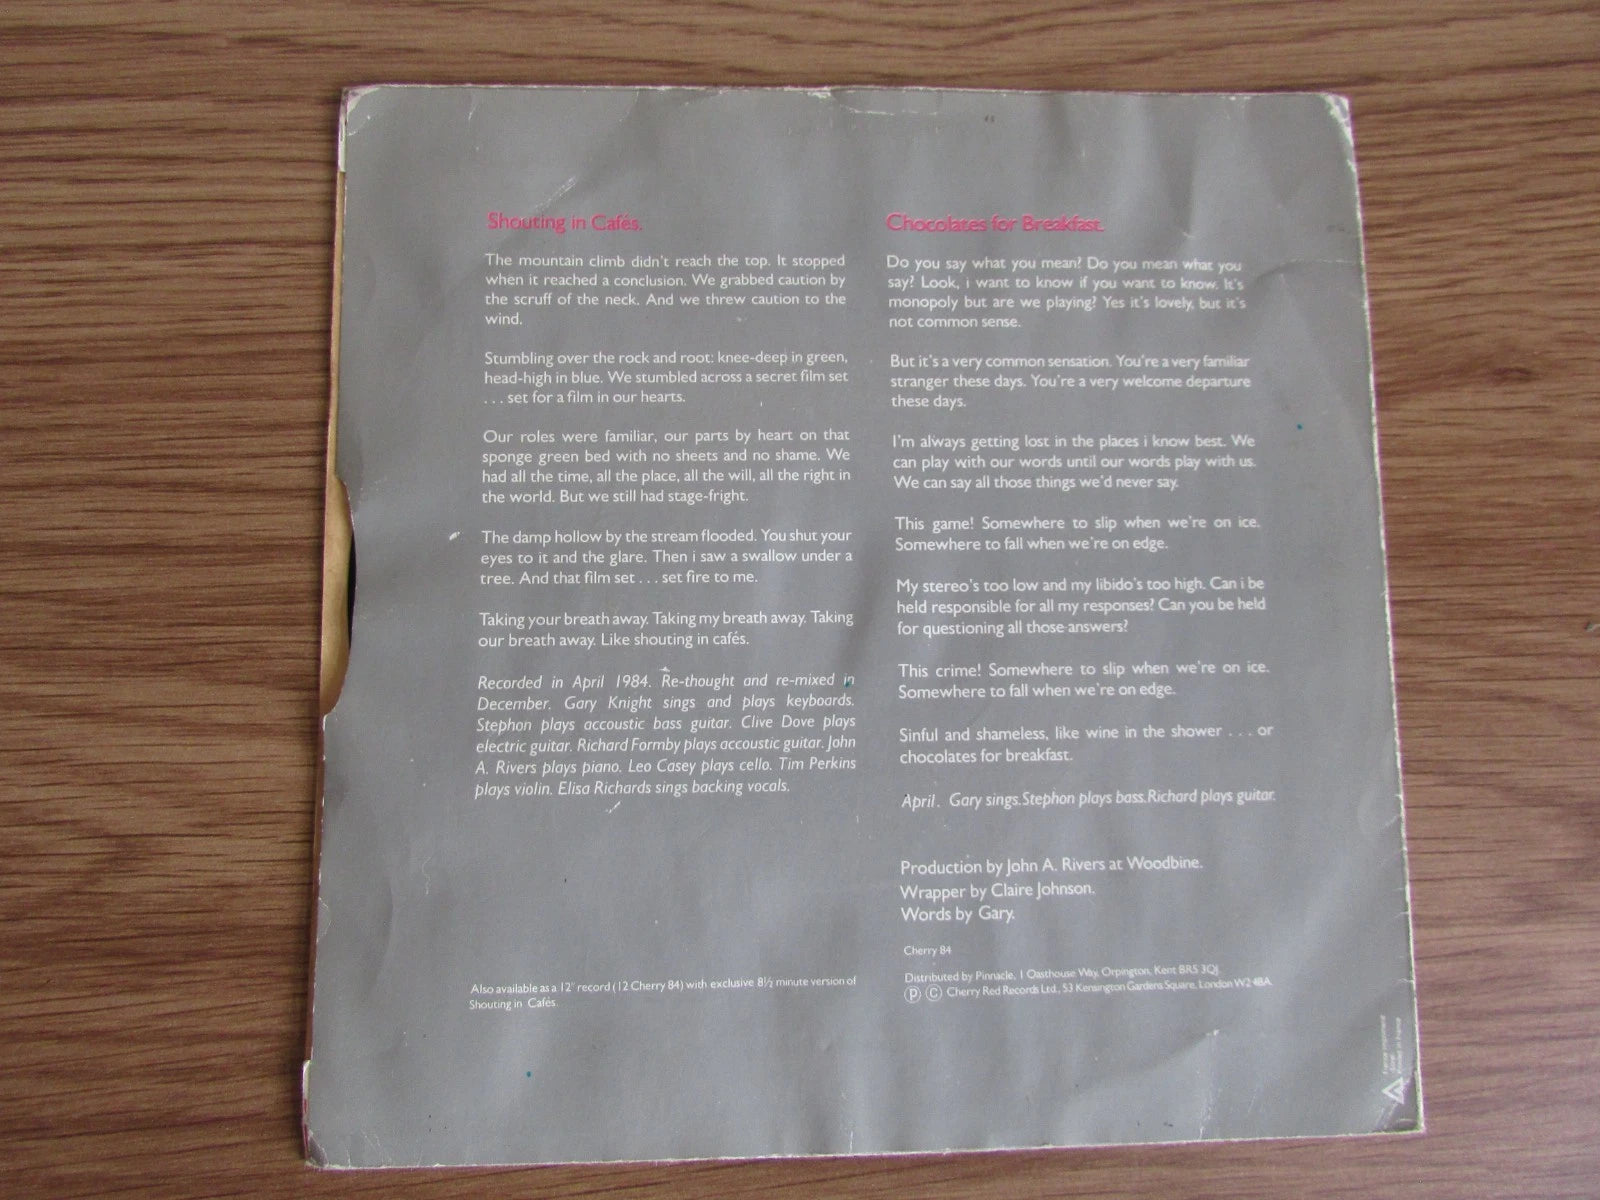 Shouting in Cafés.
The mountain climb didn't reach the top. It stopped
when it reached a conclusion. We grabbed caution by
the scruff of the neck. And we threw caution to the
wind.
Stumbling over the rock and root: knee-deep in green,
head-high in blue. We stumbled across a secret film set
. . . set for a film in our hearts.
Our roles were familiar, our parts by heart on that
sponge green bed with no sheets and no shame. We
had all the time, all the place, all the will, all the right in
the world. But we still had stage-fright.
The damp hollow by the stream flooded. You shut your
eyes to it and the glare. Then i saw a swallow under a
tree. And that film set . . . set fire to me.
Taking your breath away. Taking my breath away. Taking
our breath away. Like shouting in cafés.
Recorded in April 1984. Re-thought and re-mixed in
December. Gary Knight sings and plays keyboards.
Stephon plays accoustic bass guitar. Clive Dove plays
electric guitar. Richard Formby plays accoustic guitar. John
A. Rivers plays piano. Leo Casey plays cello. Tim Perkins
plays violin. Elisa Richards sings backing vocals.
Also available as a 12" record (12 Cherry 84) with exclusive 8½ minute version of
Shouting in Cafés.
Chocolates for Breakfast.
Do you say what you mean? Do you mean what you
say? Look, i want to know if you want to know. It's
monopoly but are we playing? Yes it's lovely, but it's
not common sense.
But it's a very common sensation. You're a very familiar
stranger these days. You're a very welcome departure
these days.
I'm always getting lost in the places i know best. We
can play with our words until our words play with us.
We can say all those things we'd never say.
This game! Somewhere to slip when we're on ice.
Somewhere to fall when we're on edge.
My stereo's too low and my libido's too high. Can i be
held responsible for all my responses? Can you be held
for questioning all those answers?
This crime! Somewhere to slip when we're on ice.
Somewhere to fall when we're on edge.
Sinful and shameless, like wine in the shower . . . or
chocolates for breakfast.
April. Gary sings. Stephon plays bass. Richard plays guitar.
Production by John A. Rivers at Woodbine.
Wrapper by Claire Johnson.
Words by Gary.
Cherry 84
Distributed by Pinnacle, 1 Oasthouse Way, Orpington, Kent BR5 3QJ.
Ⓟ Ⓒ Cherry Red Records Ltd., 53 Kensington Gardens Square, London W2 4BA.
Printed in France